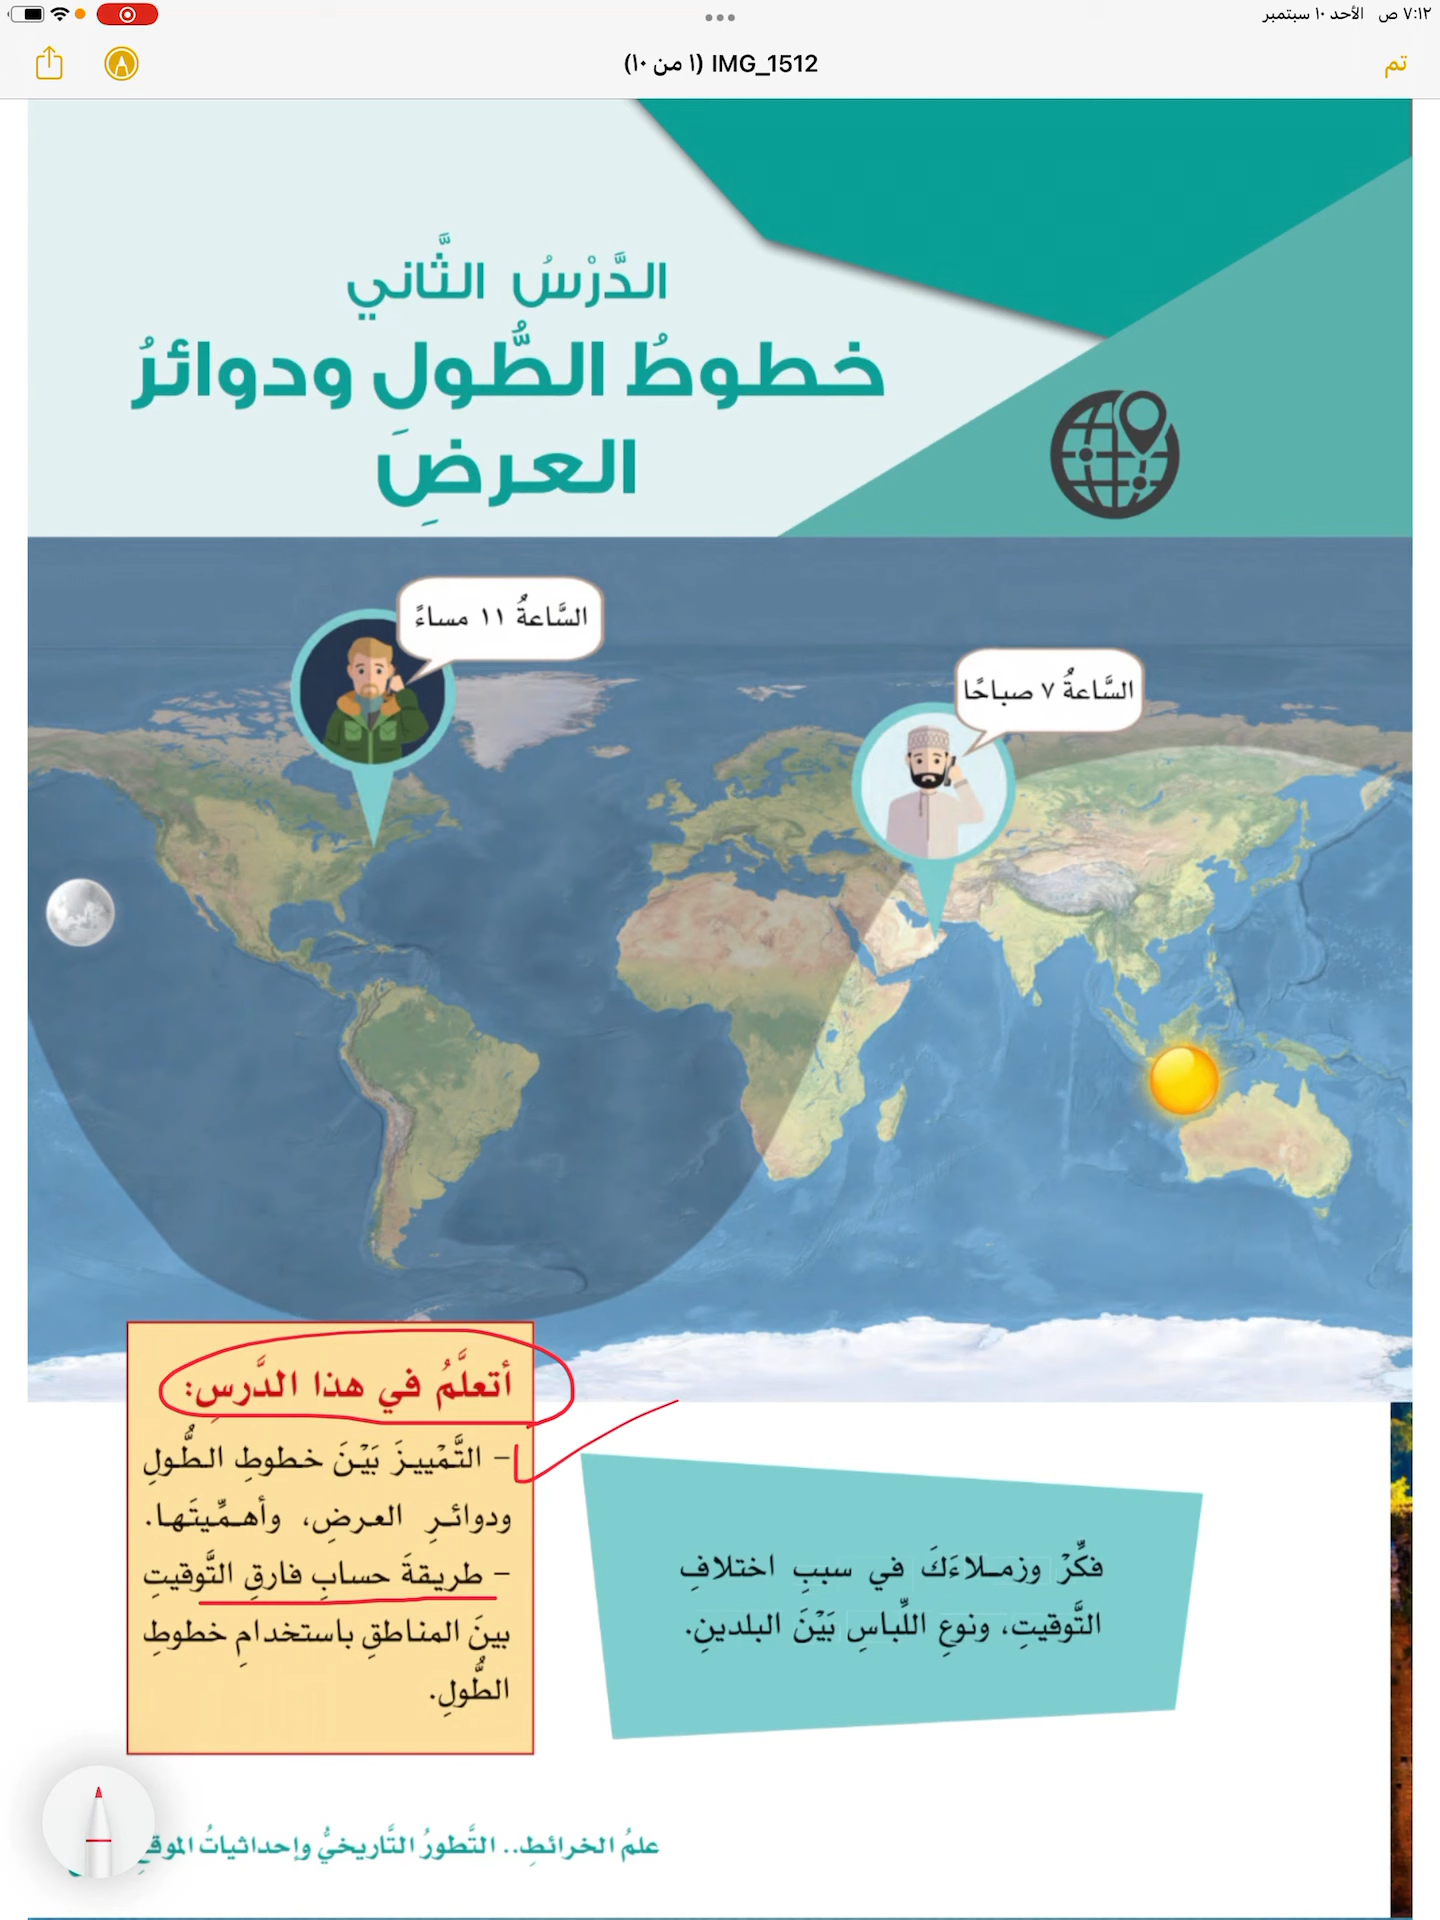 ٧:١٢ ص الأحد ١٠ سبتمبر
IMG_1512 (١ من ١٠)
تم
الدَّرْسُ الثَّاني
خطوطُ الطُّولِ ودوائرُ
العرضِ
السَّاعةُ ١١ مساءً
السَّاعةُ ٧ صباحًا
أتعلَّمُ في هذا الدَّرسِ:
– التَّمْييزَ بَيْنَ خطوطِ الطُّولِ
ودوائرِ العرضِ، وأهمِّيتَها.
– طريقةَ حسابِ فارقِ التَّوقيتِ
بينَ المناطقِ باستخدامِ خطوطِ
الطُّولِ.
فكِّرْ وزملاءَكَ في سببِ اختلافِ
التَّوقيتِ، ونوعِ اللِّباسِ بَيْنَ البلدينِ.
علمُ الخرائطِ.. التَّطورُ التَّاريخيُّ وإحداثياتُ الموقعِ